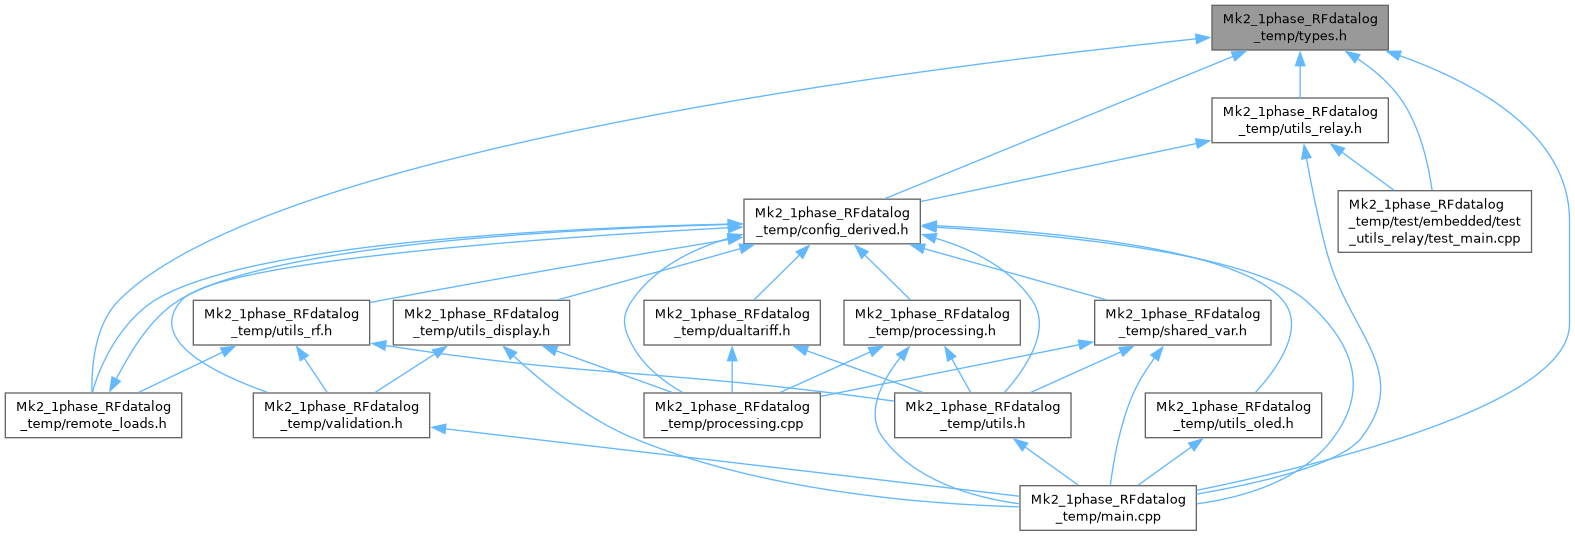 Mk2_1phase_RFdatalog
_temp/types.h
Mk2_1phase_RFdatalog
_temp/utils_relay.h
Mk2_1phase_RFdatalog
_temp/test/embedded/test
_utils_relay/test_main.cpp
Mk2_1phase_RFdatalog
_temp/config_derived.h
Mk2_1phase_RFdatalog
_temp/utils_rf.h
Mk2_1phase_RFdatalog
_temp/utils_display.h
Mk2_1phase_RFdatalog
_temp/dualtariff.h
Mk2_1phase_RFdatalog
_temp/processing.h
Mk2_1phase_RFdatalog
_temp/shared_var.h
Mk2_1phase_RFdatalog
_temp/remote_loads.h
Mk2_1phase_RFdatalog
_temp/validation.h
Mk2_1phase_RFdatalog
_temp/processing.cpp
Mk2_1phase_RFdatalog
_temp/utils.h
Mk2_1phase_RFdatalog
_temp/utils_oled.h
Mk2_1phase_RFdatalog
_temp/main.cpp